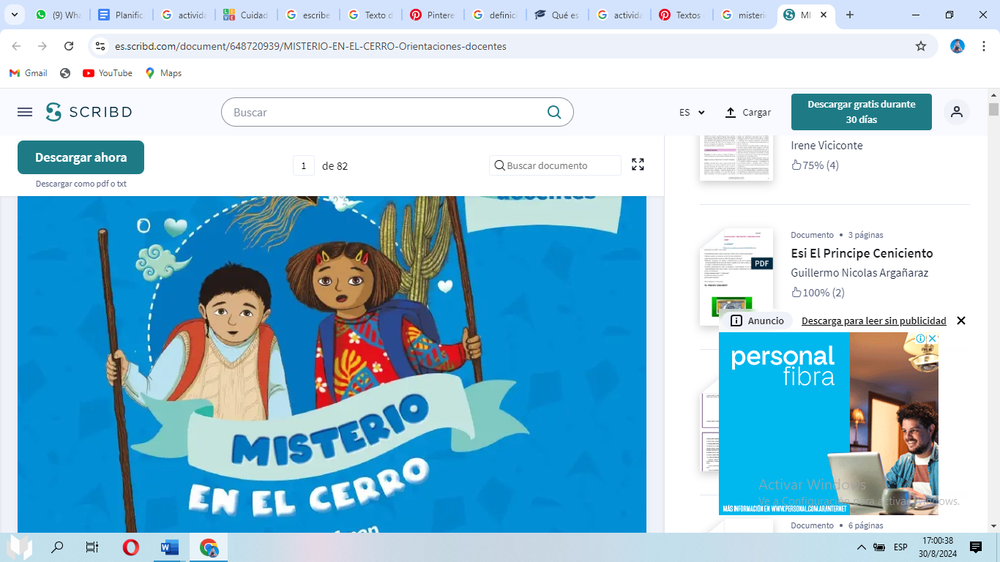 (9) Wha
Planific
activida
Cuidad
escribe
Texto d
Pintere
definici
Qué es
activida
Textos
misteri
MI
es.scribd.com/document/648720939/MISTERIO-EN-EL-CERRO-Orientaciones-docentes
Gmail
YouTube
Maps
SCRIBD
Buscar
ES
Cargar
Descargar gratis durante
30 días
Descargar ahora
Descargar como pdf o txt
1 de 82
Buscar documento
docentes
MISTERIO
EN EL CERRO
Irene Viciconte
75% (4)
Documento • 3 páginas
PDF
Esi El Principe Ceniciento
Guillermo Nicolas Argañaraz
100% (2)
Anuncio
Descarga para leer sin publicidad
personal
fibra
MÁS INFORMACIÓN EN WWW.PERSONAL.COM.AR/INTERNET
Activar Windows
Ve a Configuración para activar Windows.
Documento • 6 páginas
ESP
17:00:38
30/8/2024